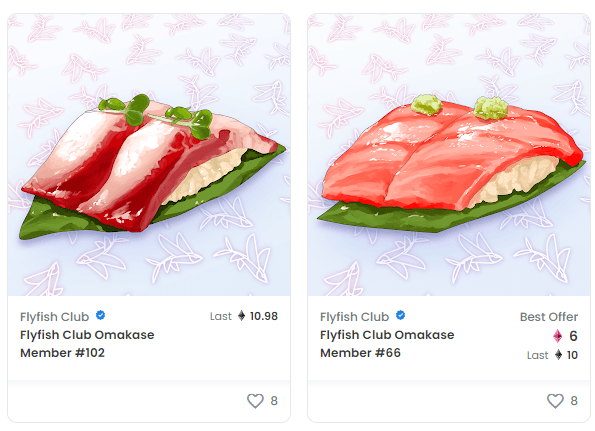 Flyfish Club
Last 10.98
Flyfish Club Omakase
Member #102
8
Flyfish Club
Best Offer
Flyfish Club Omakase
6
Member #66
Last 10
8